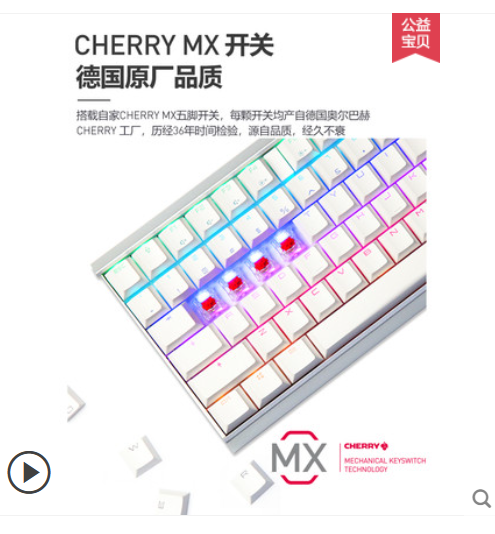 公益
宝贝
CHERRY MX 开关
德国原厂品质
搭载自家CHERRY MX五脚开关，每颗开关均产自德国奥尔巴赫
CHERRY 工厂，历经36年时间检验，源自品质，经久不衰
MX
CHERRY
MECHANICAL KEYSWITCH
TECHNOLOGY